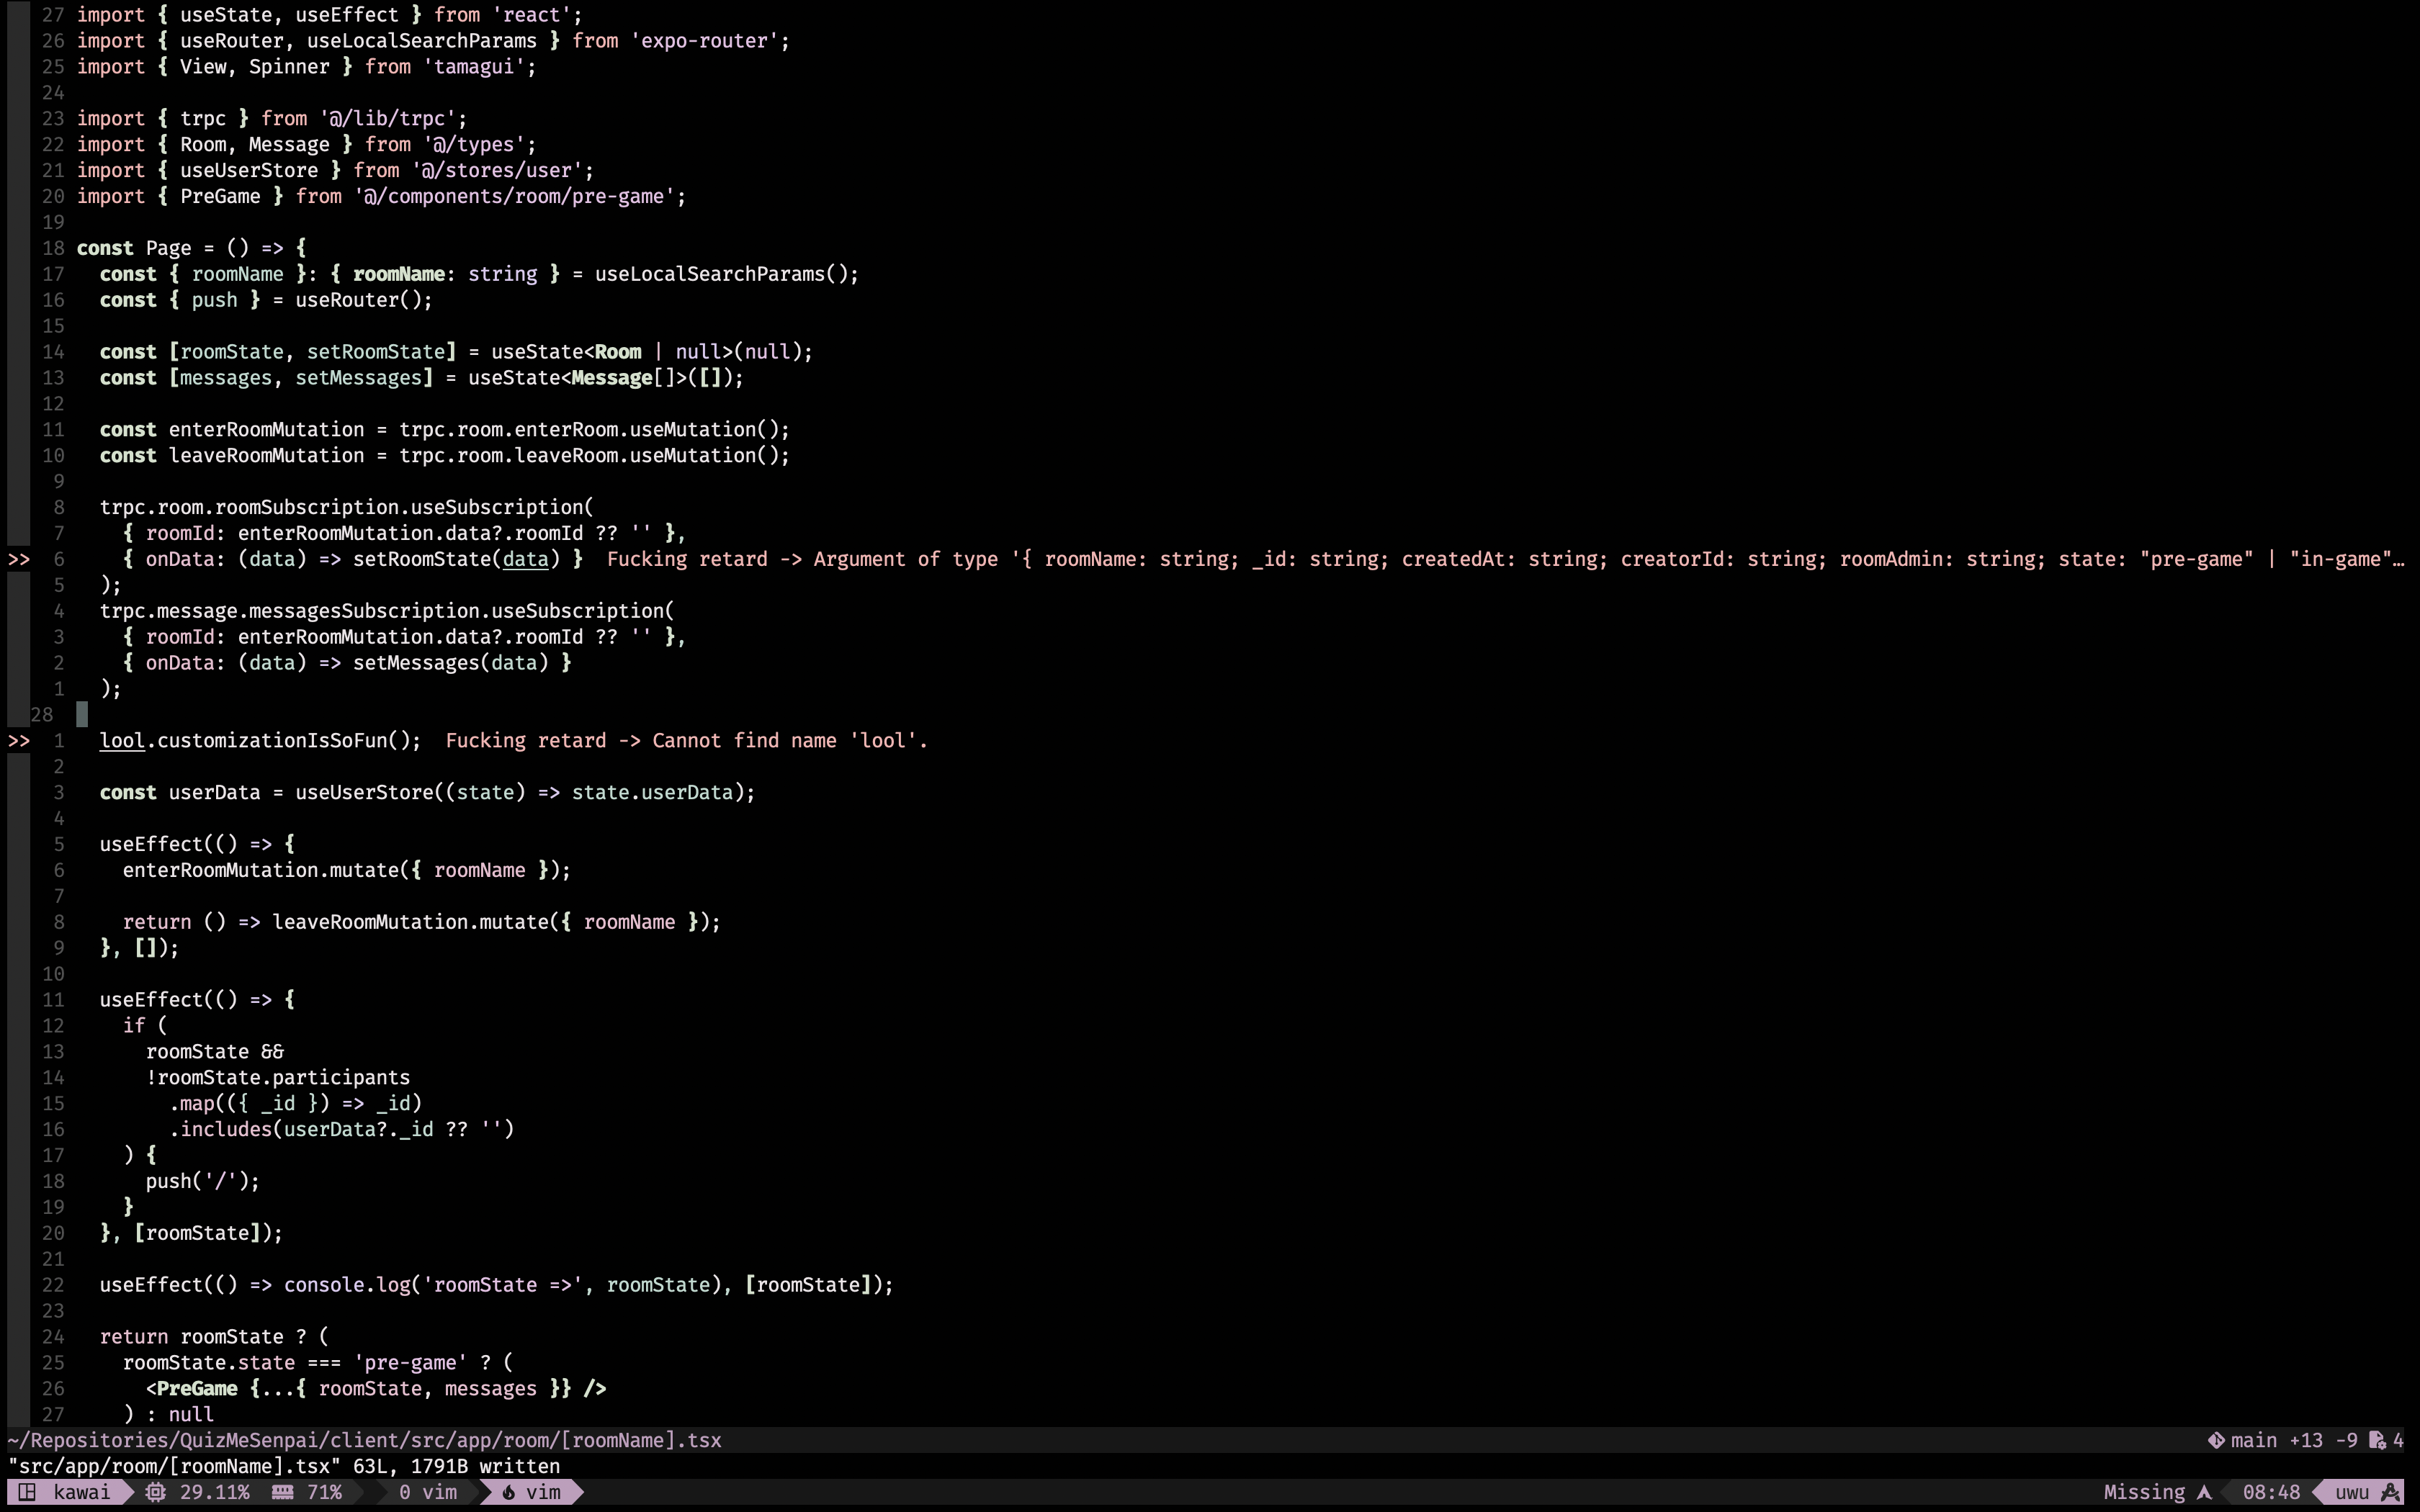 27 import { useState, useEffect } from 'react';
26 import { useRouter, useLocalSearchParams } from 'expo-router';
25 import { View, Spinner } from 'tamagui';
24
23 import { trpc } from '@/lib/trpc';
22 import { Room, Message } from '@/types';
21 import { useUserStore } from '@/stores/user';
20 import { PreGame } from '@/components/room/pre-game';
19
18 const Page = () => {
17   const { roomName }: { roomName: string } = useLocalSearchParams();
16   const { push } = useRouter();
15
14   const [roomState, setRoomState] = useState<Room | null>(null);
13   const [messages, setMessages] = useState<Message[]>([]);
12
11   const enterRoomMutation = trpc.room.enterRoom.useMutation();
10   const leaveRoomMutation = trpc.room.leaveRoom.useMutation();
9
8   trpc.room.roomSubscription.useSubscription(
7     { roomId: enterRoomMutation.data?.roomId ?? '' },
>> 6     { onData: (data) => setRoomState(data) }  Fucking retard -> Argument of type '{ roomName: string; _id: string; createdAt: string; creatorId: string; roomAdmin: string; state: "pre-game" | "in-game"…
5   );
4   trpc.message.messagesSubscription.useSubscription(
3     { roomId: enterRoomMutation.data?.roomId ?? '' },
2     { onData: (data) => setMessages(data) }
1   );
28
>> 1   lool.customizationIsSoFun();  Fucking retard -> Cannot find name 'lool'.
2
3   const userData = useUserStore((state) => state.userData);
4
5   useEffect(() => {
6     enterRoomMutation.mutate({ roomName });
7
8     return () => leaveRoomMutation.mutate({ roomName });
9   }, []);
10
11   useEffect(() => {
12     if (
13       roomState &&
14       !roomState.participants
15         .map(({ _id }) => _id)
16         .includes(userData?._id ?? '')
17     ) {
18       push('/');
19     }
20   }, [roomState]);
21
22   useEffect(() => console.log('roomState =>', roomState), [roomState]);
23
24   return roomState ? (
25     roomState.state === 'pre-game' ? (
26       <PreGame {...{ roomState, messages }} />
27     ) : null
~/Repositories/QuizMeSenpai/client/src/app/room/[roomName].tsx main +13 -9 4
"src/app/room/[roomName].tsx" 63L, 1791B written
kawai 29.11% 71% 0 vim vim Missing 08:48 uwu